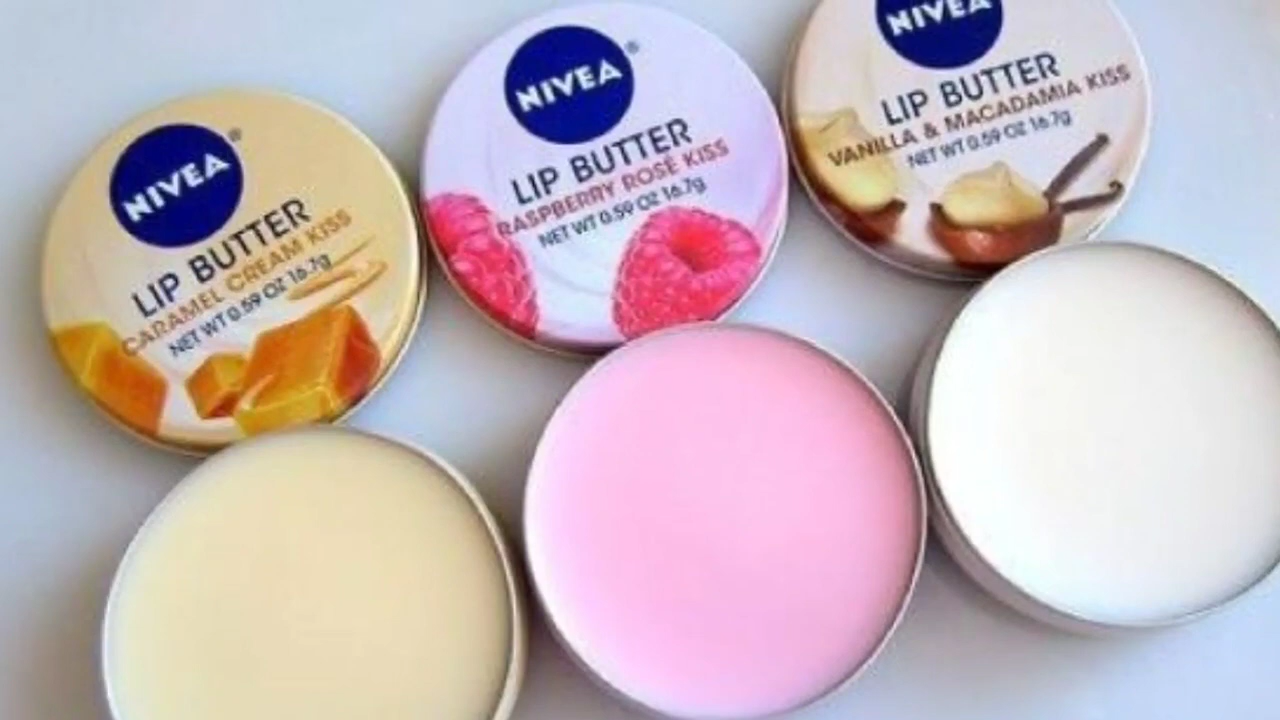 NIVEA®
LIP BUTTER
CARAMEL CREAM KISS
NET WT 0.59 OZ 16.7g
NIVEA®
LIP BUTTER
RASPBERRY ROSÉ KISS
NET WT 0.59 OZ 16.7g
NIVEA
LIP BUTTER
VANILLA & MACADAMIA KISS
NET WT 0.59 OZ 16.7g